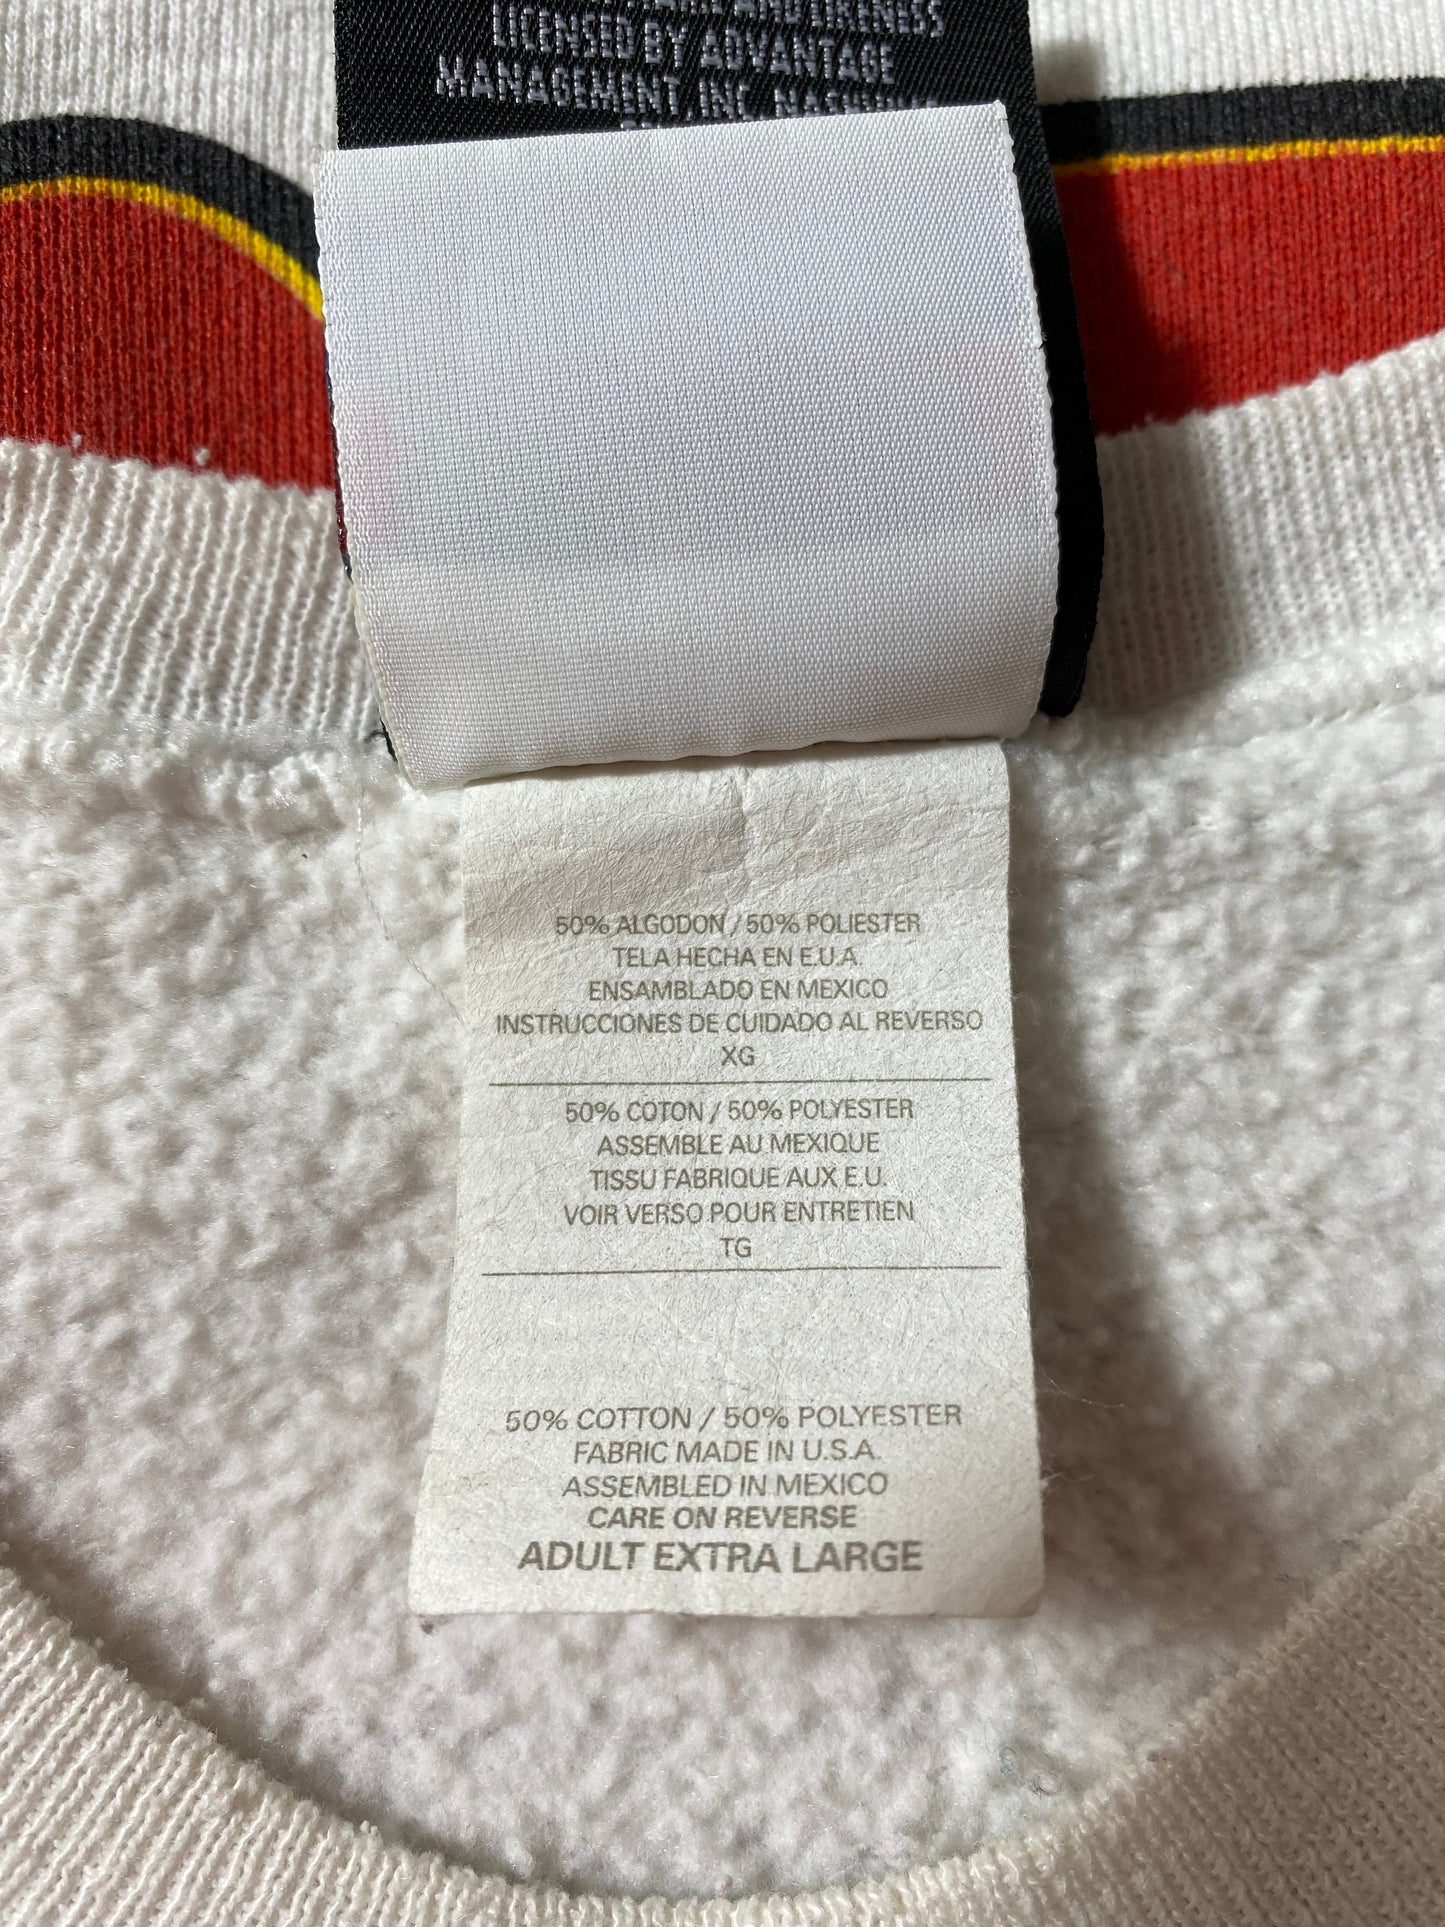 LICENSED BY ADVANTAGE
MANAGEMENT, INC.
50% ALGODON / 50% POLIESTER
TELA HECHA EN E.U.A.
ENSAMBLADO EN MEXICO
INSTRUCCIONES DE CUIDADO AL REVERSO
XG
50% COTON / 50% POLYESTER
ASSEMBLE AU MEXIQUE
TISSU FABRIQUE AUX E.U.
VOIR VERSO POUR ENTRETIEN
TG
50% COTTON / 50% POLYESTER
FABRIC MADE IN U.S.A.
ASSEMBLED IN MEXICO
CARE ON REVERSE
ADULT EXTRA LARGE